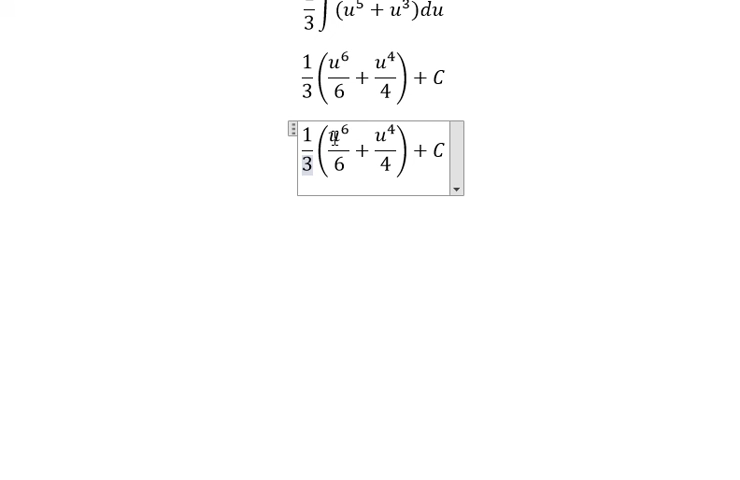 1/3 ∫ (u⁵ + u³)du
1/3 (u⁶/6 + u⁴/4) + C
1/3 (u⁶/6 + u⁴/4) + C